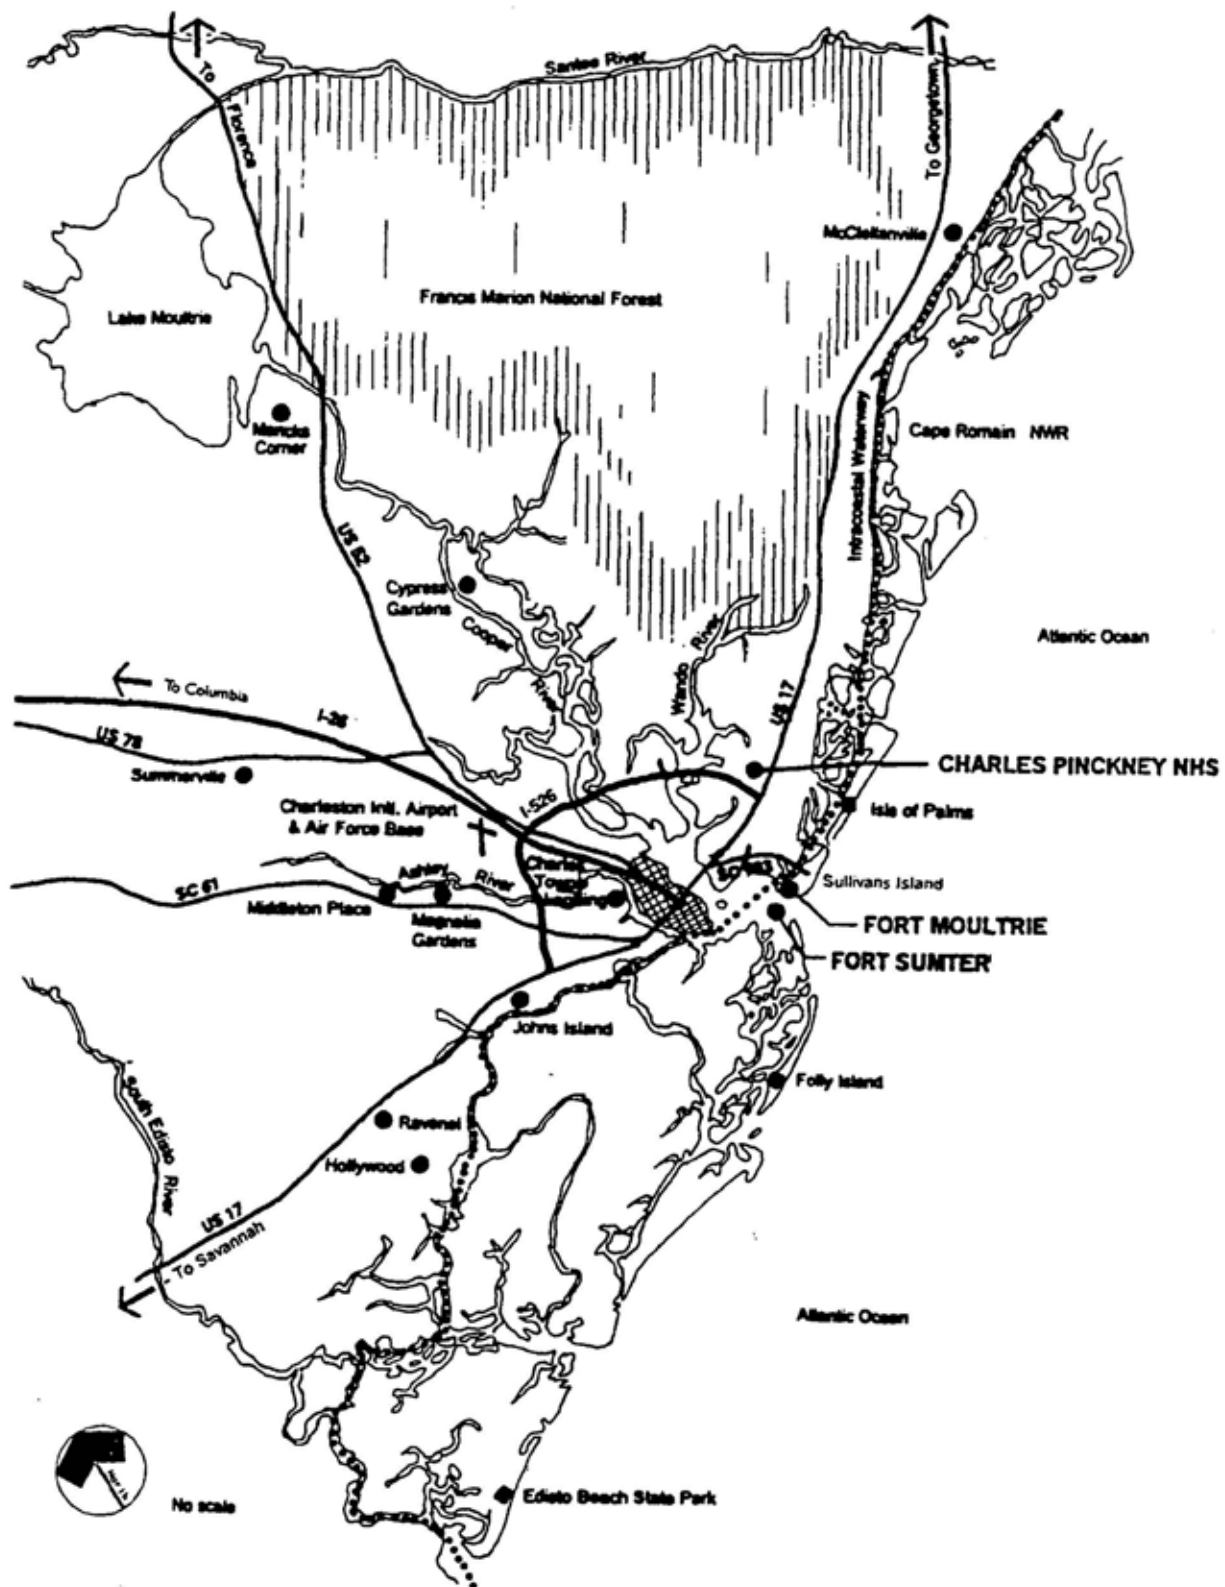 Santee River
To Florence
To Georgetown
McClellanville
Francis Marion National Forest
Lake Moultrie
Moncks
Corner
Intracoastal Waterway
Cape Romain NWR
US 52
Cypress
Gardens
Cooper
River
Wando River
Atlantic Ocean
US 17
To Columbia
I-26
US 78
Summerville
CHARLES PINCKNEY NHS
I-526
Charleston Intl. Airport
& Air Force Base
Isle of Palms
Ashley
River
Charles
Towne
Landing
SC 61
Sullivans Island
Middleton Place
Magnolia
Gardens
FORT MOULTRIE
FORT SUMTER
Johns Island
Folly Island
South Edisto River
Ravenel
Hollywood
US 17
To Savannah
Atlantic Ocean
North
No scale
Edisto Beach State Park